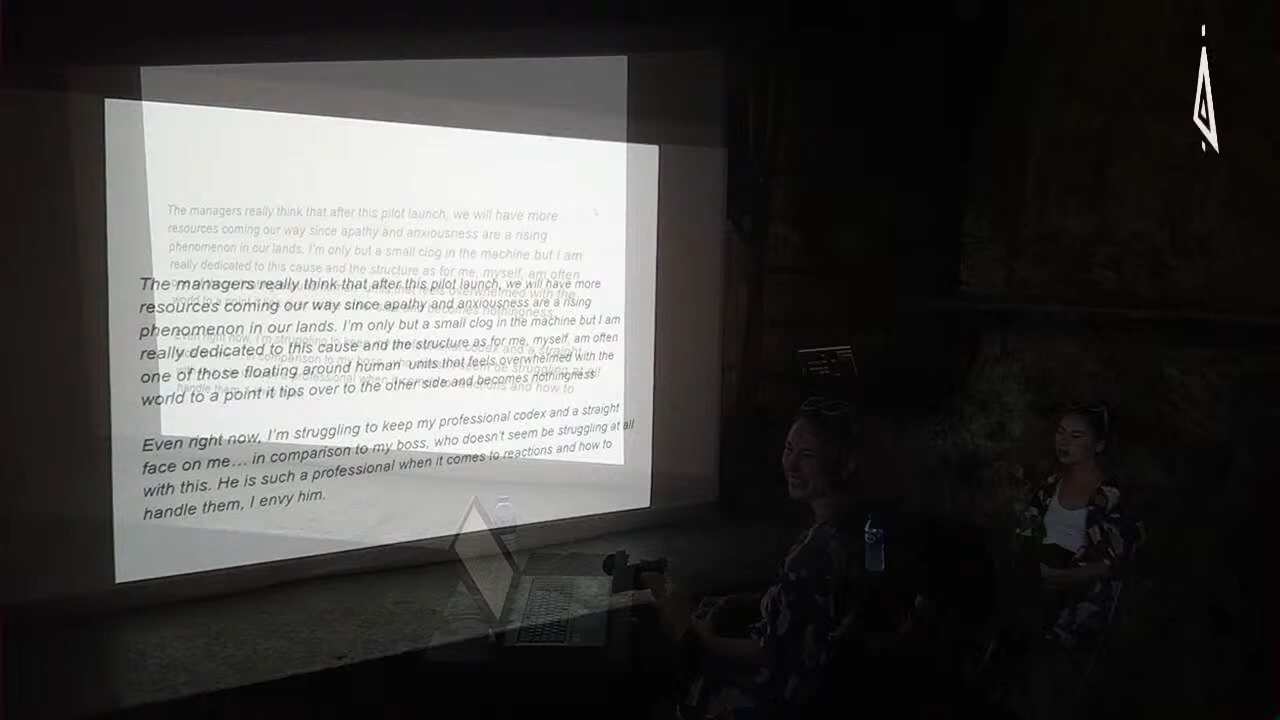 The managers really think that after this pilot launch, we will have more
resources coming our way since apathy and anxiousness are a rising
phenomenon in our lands. I'm only but a small clog in the machine but I am
really dedicated to this cause and the structure as for me, myself, am often
one of those floating around human units that feels overwhelmed with the
world to a point it tips over to the other side and becomes nothingness.
Even right now, I'm struggling to keep my professional codex and a straight
face on me... in comparison to my boss, who doesn't seem be struggling at all
with this. He is such a professional when it comes to reactions and how to
handle them, I envy him.